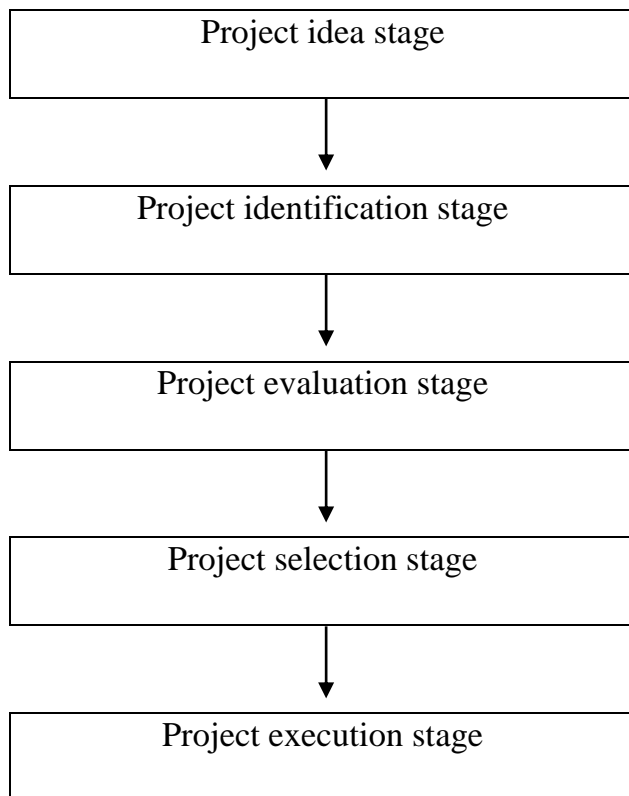 Project idea stage
Project identification stage
Project evaluation stage
Project selection stage
Project execution stage